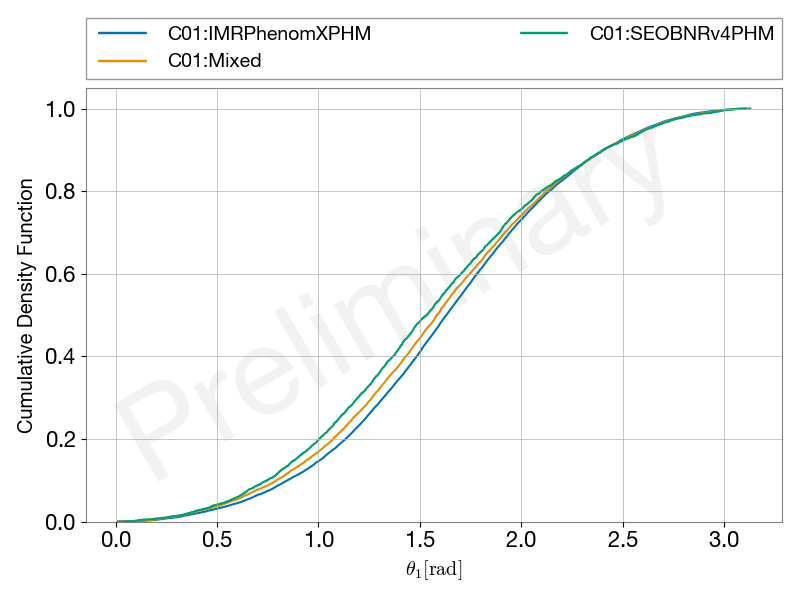 C01:IMRPhenomXPHM
C01:Mixed
C01:SEOBNRv4PHM
Cumulative Density Function
1.0
0.8
0.6
0.4
0.2
0.0
Preliminary
0.0 0.5 1.0 1.5 2.0 2.5 3.0
θ₁[rad]